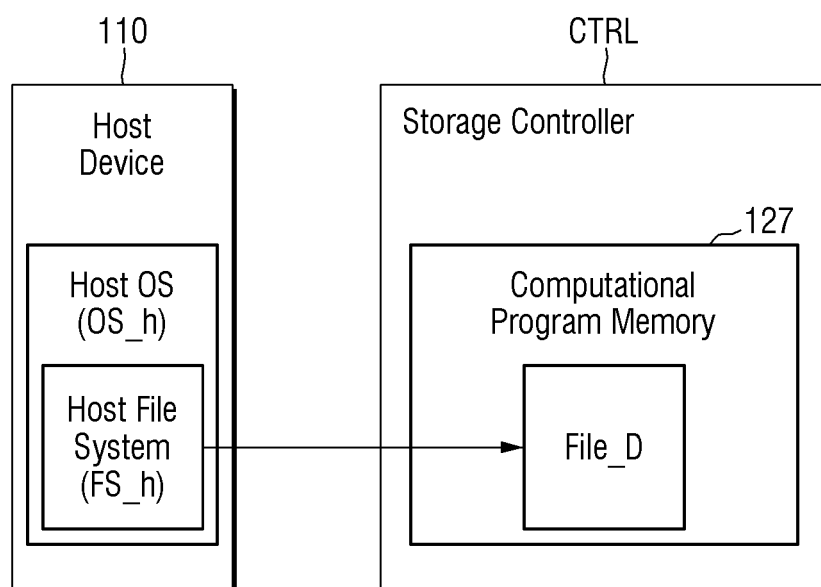 110
CTRL
Host
Device
Storage Controller
127
Host OS
(OS_h)
Computational
Program Memory
Host File
System
(FS_h)
File_D